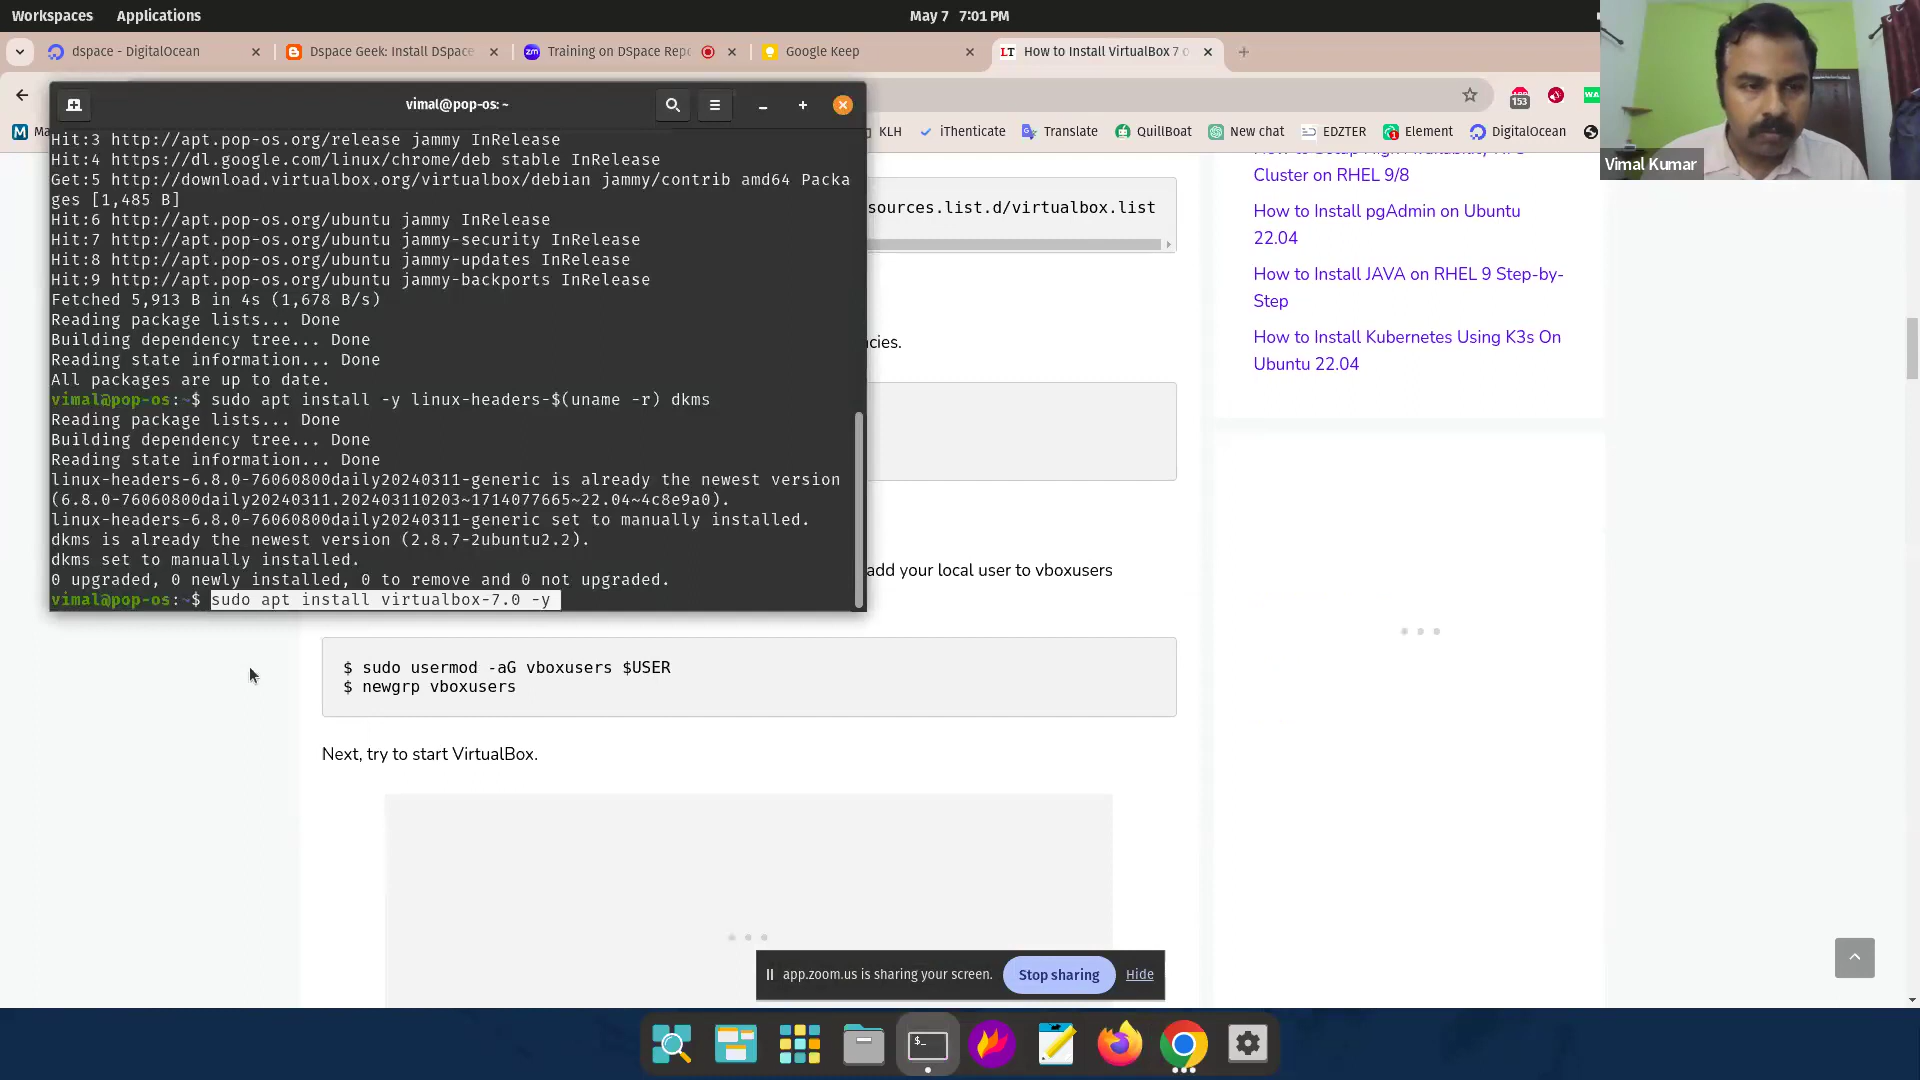 Workspaces
Applications
May 7 7:01 PM
dspace - DigitalOcean
Dspace Geek: Install DSpace
Training on DSpace Repo
Google Keep
How to Install VirtualBox 7 o
vimal@pop-os: ~
153
Ma
KLH
iThenticate
Translate
QuillBoat
New chat
EDZTER
Element
DigitalOcean
Vimal Kumar
Hit:3 http://apt.pop-os.org/release jammy InRelease
Hit:4 https://dl.google.com/linux/chrome/deb stable InRelease
Get:5 http://download.virtualbox.org/virtualbox/debian jammy/contrib amd64 Packa
ges [1,485 B]
Hit:6 http://apt.pop-os.org/ubuntu jammy InRelease
Hit:7 http://apt.pop-os.org/ubuntu jammy-security InRelease
Hit:8 http://apt.pop-os.org/ubuntu jammy-updates InRelease
Hit:9 http://apt.pop-os.org/ubuntu jammy-backports InRelease
Fetched 5,913 B in 4s (1,678 B/s)
Reading package lists... Done
Building dependency tree... Done
Reading state information... Done
All packages are up to date.
vimal@pop-os:~$ sudo apt install -y linux-headers-$(uname -r) dkms
Reading package lists... Done
Building dependency tree... Done
Reading state information... Done
linux-headers-6.8.0-76060800daily20240311-generic is already the newest version
(6.8.0-76060800daily20240311.202403110203~1714077665~22.04~4c8e9a0).
linux-headers-6.8.0-76060800daily20240311-generic set to manually installed.
dkms is already the newest version (2.8.7-2ubuntu2.2).
dkms set to manually installed.
0 upgraded, 0 newly installed, 0 to remove and 0 not upgraded.
vimal@pop-os:~$ sudo apt install virtualbox-7.0 -y
sources.list.d/virtualbox.list
cies.
add your local user to vboxusers
$ sudo usermod -aG vboxusers $USER
$ newgrp vboxusers
Next, try to start VirtualBox.
Cluster on RHEL 9/8
How to Install pgAdmin on Ubuntu
22.04
How to Install JAVA on RHEL 9 Step-by-
Step
How to Install Kubernetes Using K3s On
Ubuntu 22.04
app.zoom.us is sharing your screen.
Stop sharing
Hide